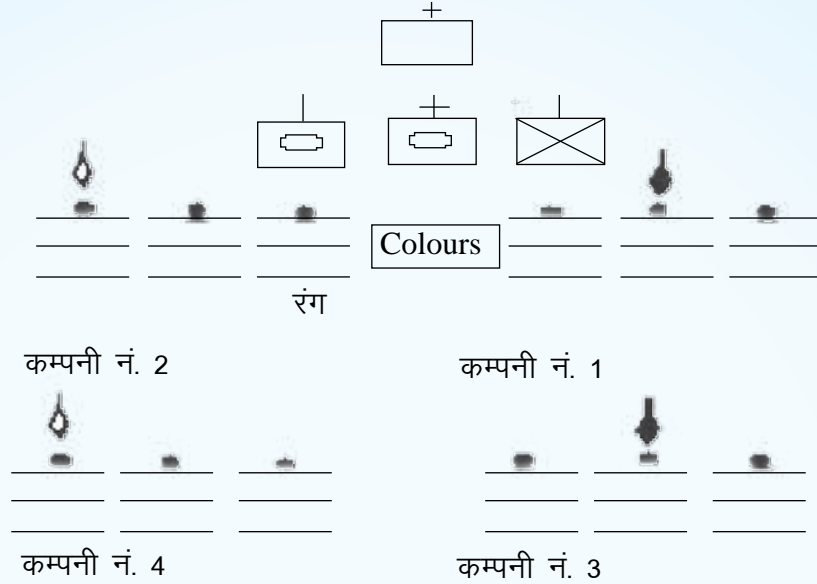 Colours
रंग
कम्पनी नं. 2
कम्पनी नं. 1
कम्पनी नं. 4
कम्पनी नं. 3